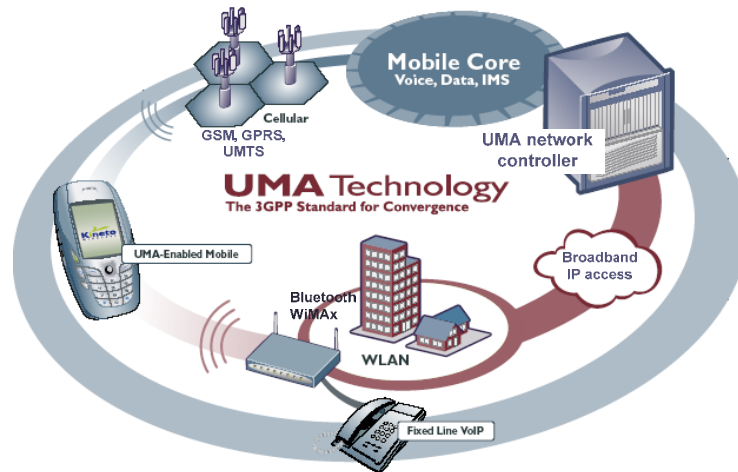 Mobile Core
Voice, Data, IMS
Cellular
GSM, GPRS,
UMTS
UMA network
controller
UMA Technology
The 3GPP Standard for Convergence
Kineto
UMA-Enabled Mobile
Broadband
IP access
Bluetooth
WiMAx
WLAN
Fixed Line VoIP